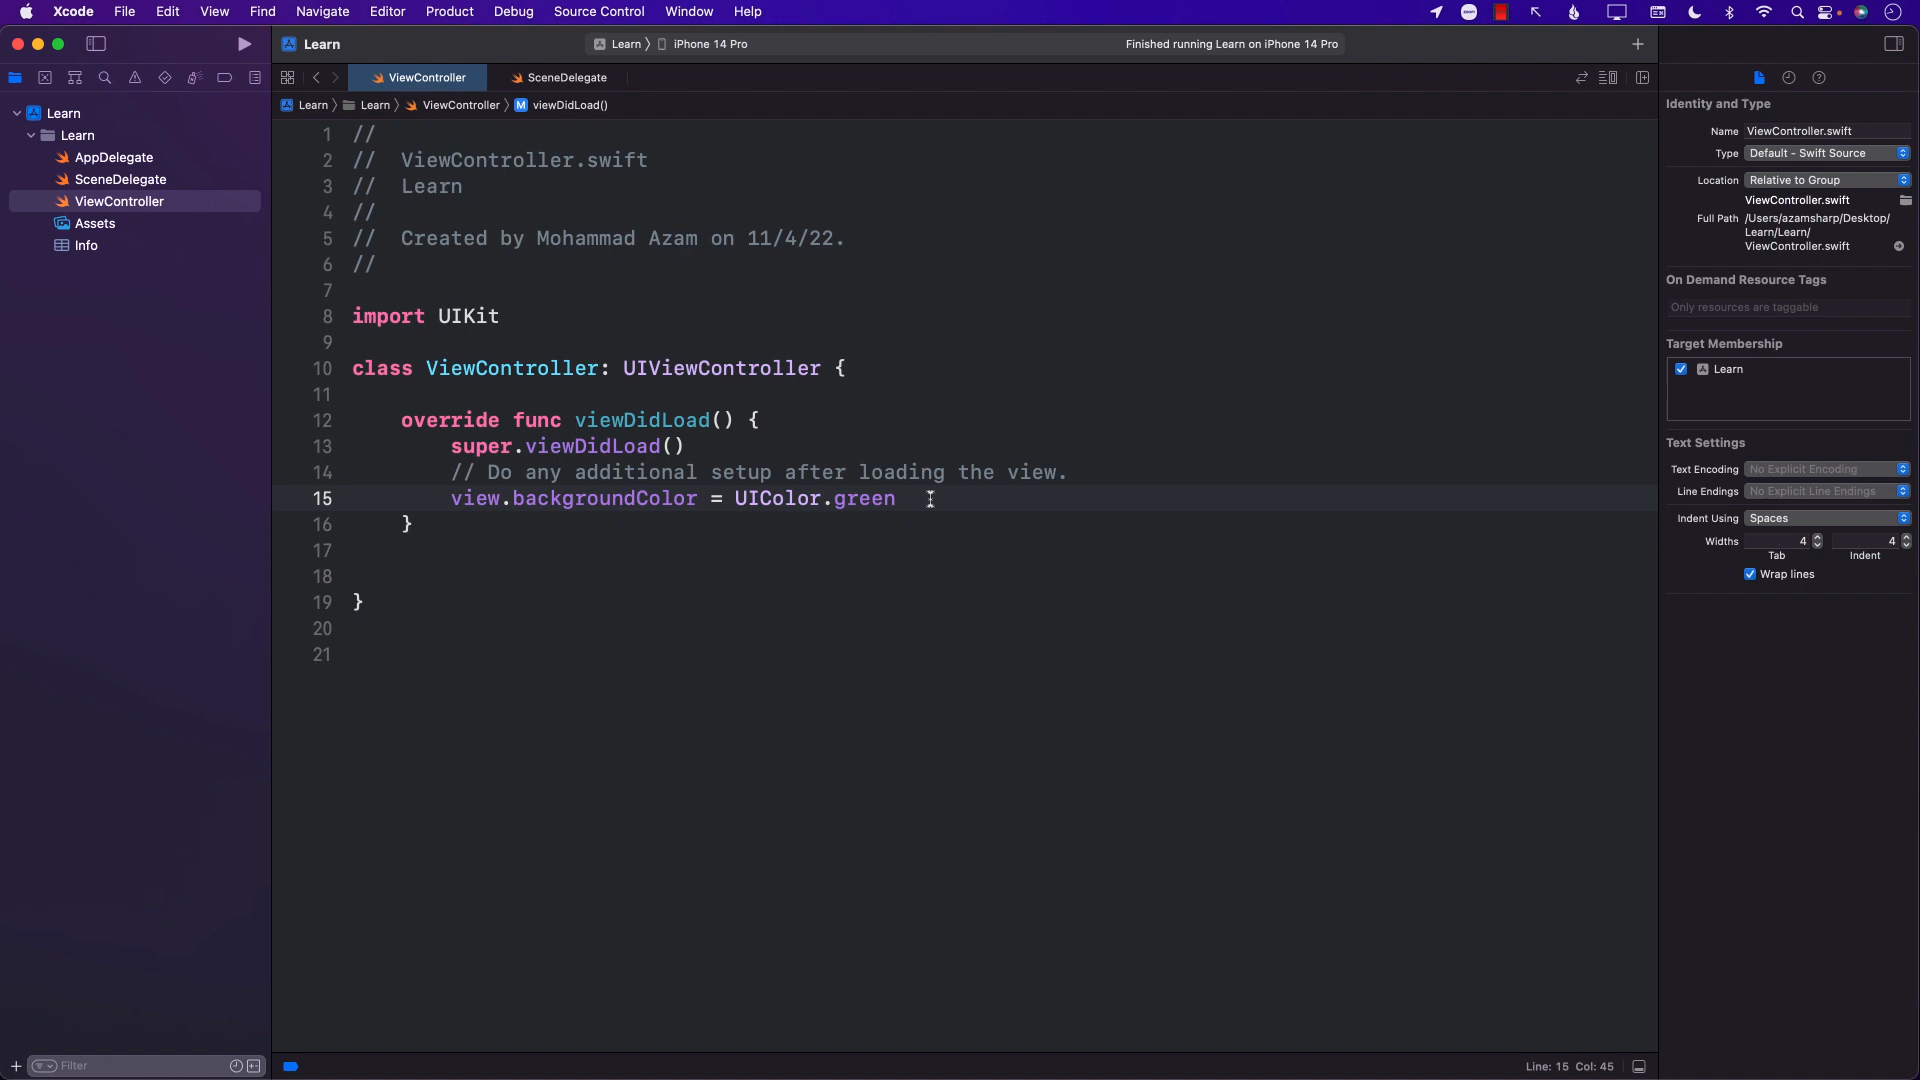 Xcode File Edit View Find Navigate Editor Product Debug Source Control Window Help
Learn
Learn 〉 iPhone 14 Pro
Finished running Learn on iPhone 14 Pro
ViewController
SceneDelegate
Learn 〉 Learn 〉 ViewController 〉 M viewDidLoad()
Learn
Learn
AppDelegate
SceneDelegate
ViewController
Assets
Info
Filter
1 //
2 //  ViewController.swift
3 //  Learn
4 //
5 //  Created by Mohammad Azam on 11/4/22.
6 //
7
8 import UIKit
9
10 class ViewController: UIViewController {
11
12     override func viewDidLoad() {
13         super.viewDidLoad()
14         // Do any additional setup after loading the view.
15         view.backgroundColor = UIColor.green
16     }
17
18
19 }
20
21
Line: 15 Col: 45
Identity and Type
Name ViewController.swift
Type Default - Swift Source
Location Relative to Group
ViewController.swift
Full Path /Users/azamsharp/Desktop/
Learn/Learn/
ViewController.swift
On Demand Resource Tags
Only resources are taggable
Target Membership
Learn
Text Settings
Text Encoding No Explicit Encoding
Line Endings No Explicit Line Endings
Indent Using Spaces
Widths 4 4
Tab Indent
Wrap lines